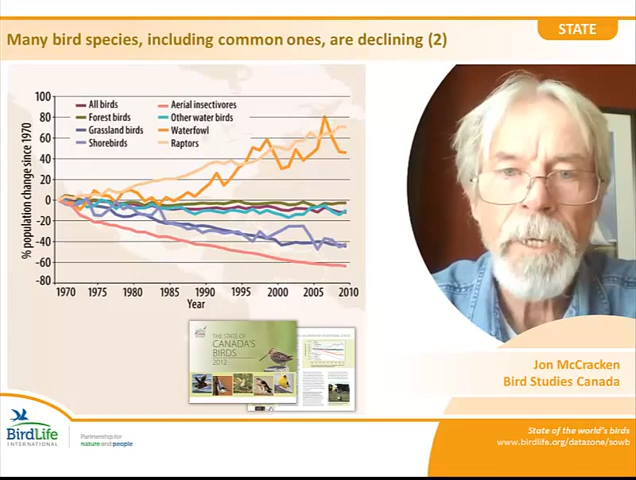 STATE
Many bird species, including common ones, are declining (2)
100
80
60
40
20
0
-20
-40
-60
-80
% population change since 1970
All birds
Forest birds
Grassland birds
Shorebirds
Aerial insectivores
Other water birds
Waterfowl
Raptors
1970 1975 1980 1985 1990 1995 2000 2005 2010
Year
THE STATE OF
CANADA'S
BIRDS
2012
Jon McCracken
Bird Studies Canada
BirdLife
INTERNATIONAL
Partnership for
nature and people
State of the world's birds
www.birdlife.org/datazone/sowb